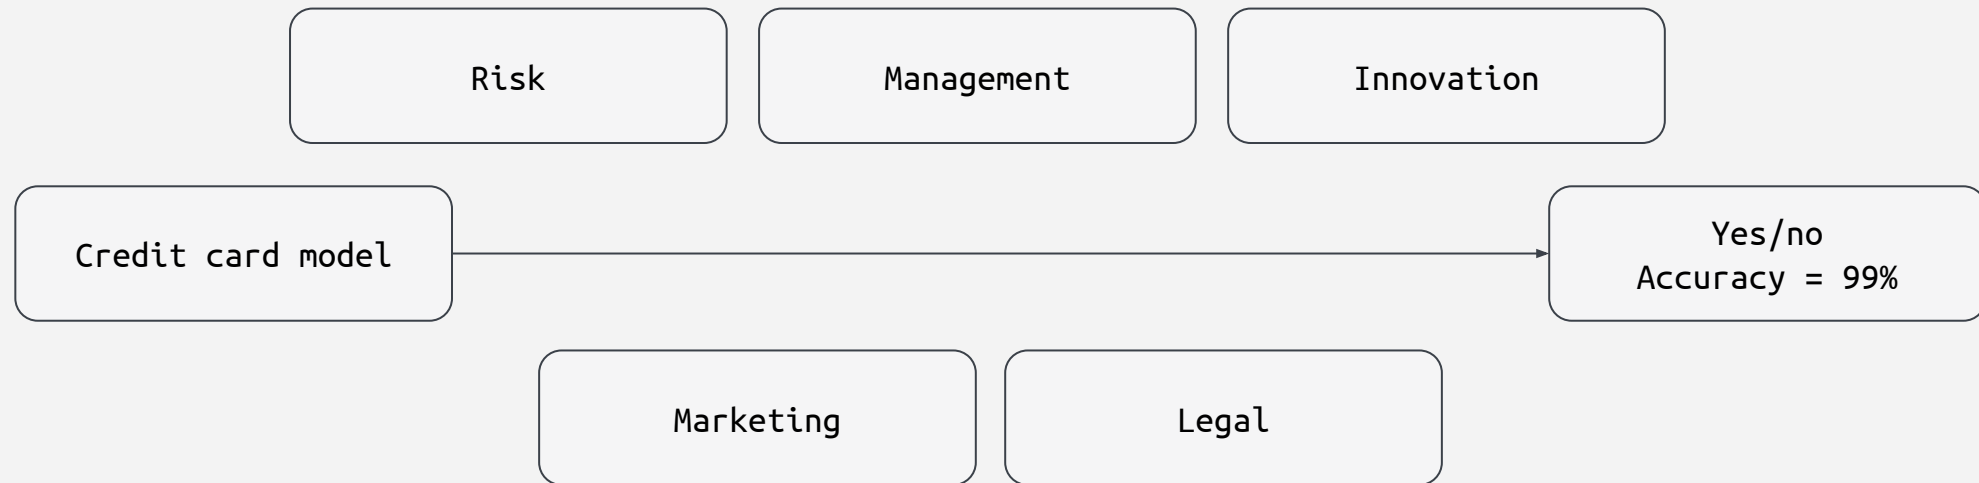 Risk
Management
Innovation
Credit card model
Yes/no
Accuracy = 99%
Marketing
Legal